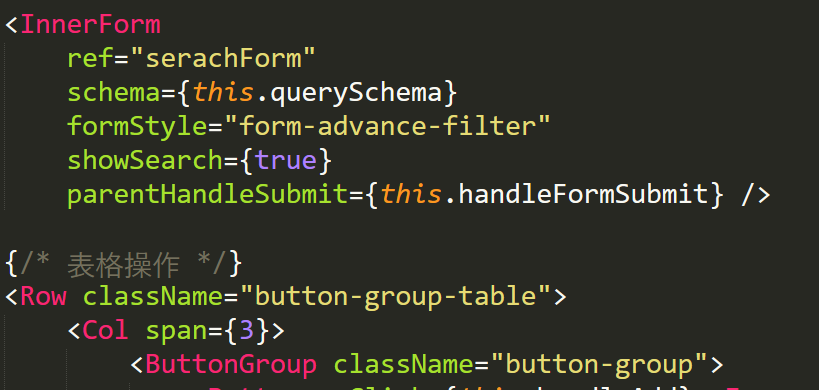 <InnerForm
ref="serachForm"
schema={this.querySchema}
formStyle="form-advance-filter"
showSearch={true}
parentHandleSubmit={this.handleFormSubmit} />
{/* 表格操作 */}
<Row className="button-group-table">
<Col span={3}>
<ButtonGroup className="button-group">